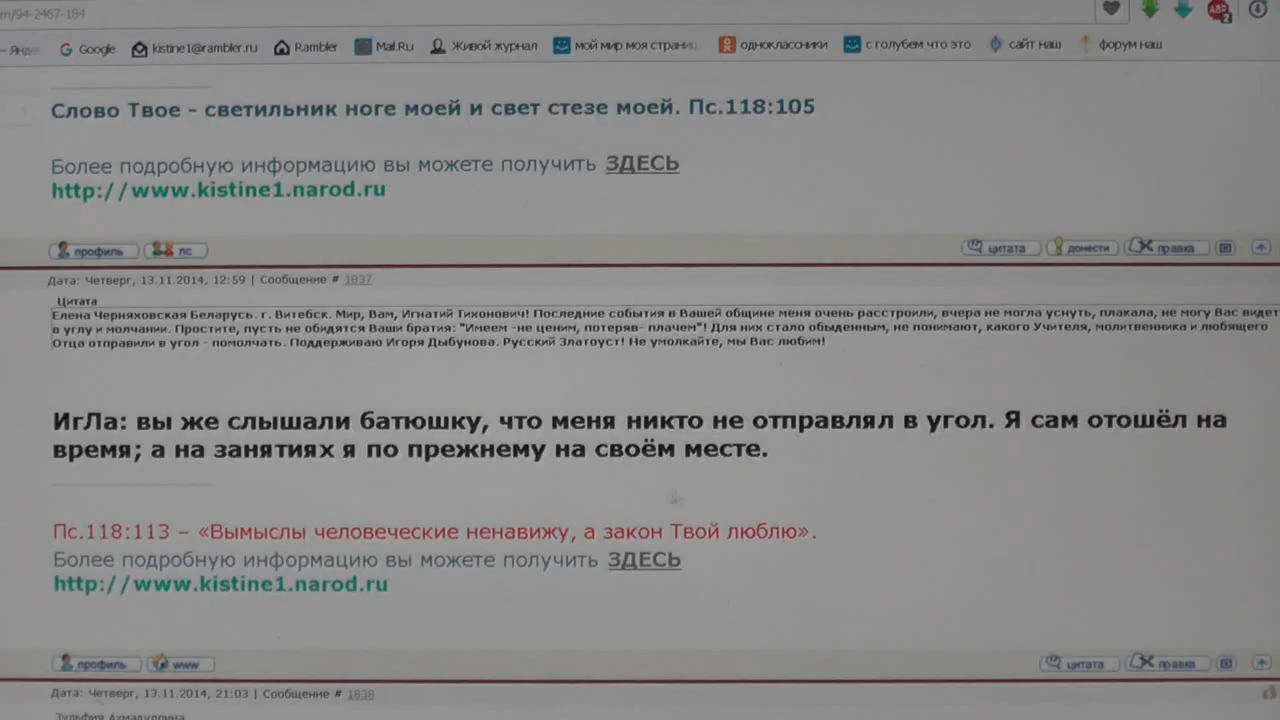 m/94-2467-184
Google kistine1@rambler.ru Rambler Mail.Ru Живой журнал мой мир моя страниц одноклассники с голубем что это сайт наш форум наш
Слово Твое - светильник ноге моей и свет стезе моей. Пс.118:105
Более подробную информацию вы можете получить ЗДЕСЬ
http://www.kistine1.narod.ru
профиль лс цитата донести правка
Дата: Четверг, 13.11.2014, 12:59 | Сообщение # 1837
Цитата
Елена Черняховская Беларусь. г. Витебск. Мир, Вам, Игнатий Тихонович! Последние события в Вашей общине меня очень расстроили, вчера не могла уснуть, плакала, не могу Вас видет
в углу и молчании. Простите, пусть не обидятся Ваши братия: "Имеем -не ценим, потеряв- плачем"! Для них стало обыденным, не понимают, какого Учителя, молитвенника и любящего
Отца отправили в угол - помолчать. Поддерживаю Игоря Дыбунова. Русский Златоуст! Не умолкайте, мы Вас любим!
ИгЛа: вы же слышали батюшку, что меня никто не отправлял в угол. Я сам отошёл на
время; а на занятиях я по прежнему на своём месте.
Пс.118:113 – «Вымыслы человеческие ненавижу, а закон Твой люблю».
Более подробную информацию вы можете получить ЗДЕСЬ
http://www.kistine1.narod.ru
профиль www цитата правка
Дата: Четверг, 13.11.2014, 21:03 | Сообщение # 1838